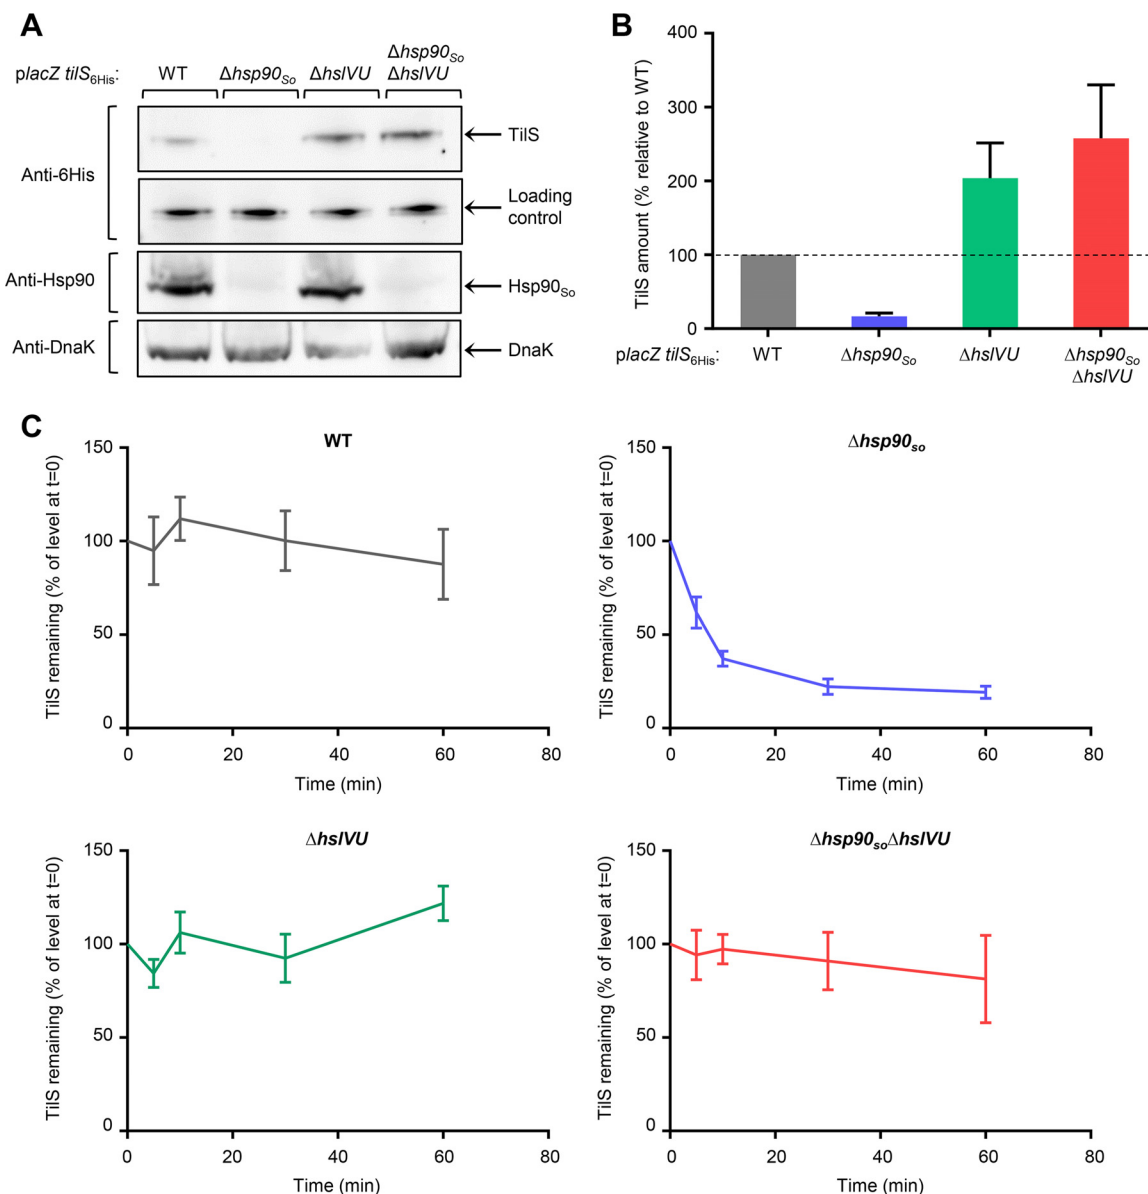 A
placZ tilS6His:
WT
Δhsp90So
ΔhslVU
Δhsp90So
ΔhslVU
Anti-6His
TilS
Loading
control
Anti-Hsp90
Hsp90So
Anti-DnaK
DnaK
B
TilS amount (% relative to WT)
400
300
200
100
0
placZ tilS6His:
WT
Δhsp90So
ΔhslVU
Δhsp90So
ΔhslVU
C
WT
TilS remaining (% of level at t=0)
150
100
50
0
0 20 40 60 80
Time (min)
Δhsp90so
TilS remaining (% of level at t=0)
150
100
50
0
0 20 40 60 80
Time (min)
ΔhslVU
TilS remaining (% of level at t=0)
150
100
50
0
0 20 40 60 80
Time (min)
Δhsp90soΔhslVU
TilS remaining (% of level at t=0)
150
100
50
0
0 20 40 60 80
Time (min)